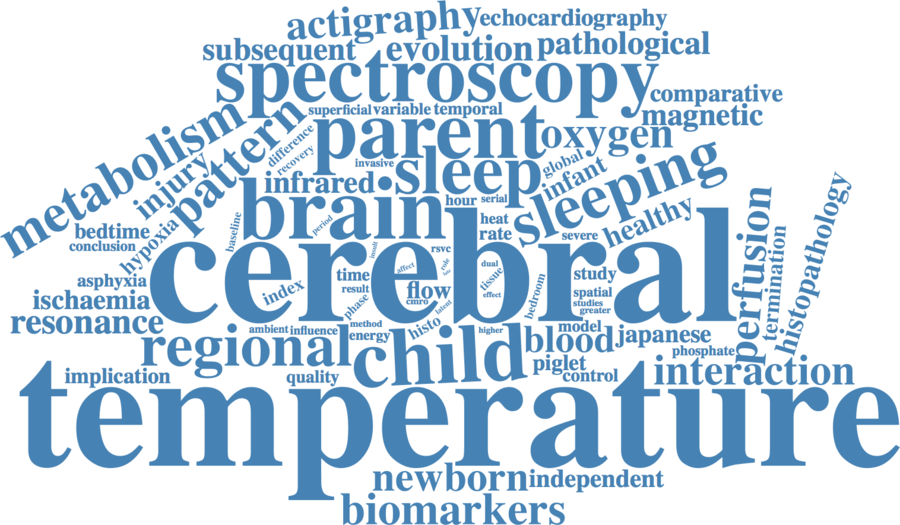 actigraphy
echocardiography
subsequent
evolution
pathological
spectroscopy
comparative
magnetic
superficial
variable
temporal
metabolism
pattern
difference
recovery
parent
oxygen
invasive
global
injury
infrared
sleep
infant
sleeping
brain
hour
serial
healthy
bedtime
conclusion
hypoxia
baseline
period
heat
rate
severe
cerebral
insult
rsvc
perfusion
termination
histopathology
asphyxia
ischaemia
resonance
index
time
result
phase
affect
flow
cmro
latent
dual
tissue
effect
bedroom
study
spatial
studies
greater
ambient
influence
method
energy
histo
higher
model
blood
japanese
phosphate
regional
child
piglet
control
interaction
implication
quality
temperature
newborn
independent
biomarkers